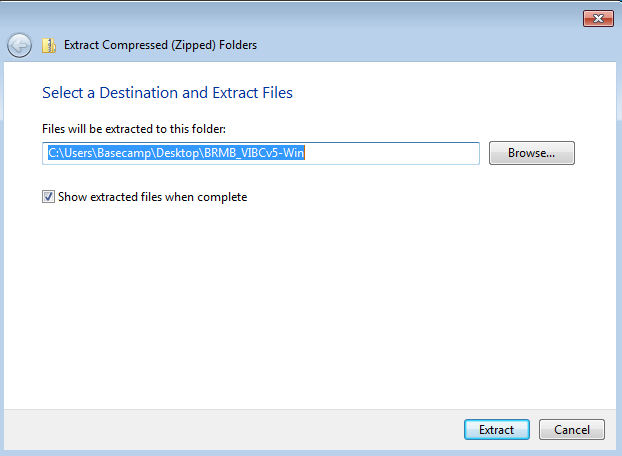 Extract Compressed (Zipped) Folders
Select a Destination and Extract Files
Files will be extracted to this folder:
C:\Users\Basecamp\Desktop\BRMB_VIBCv5-Win
Browse...
Show extracted files when complete
Extract
Cancel